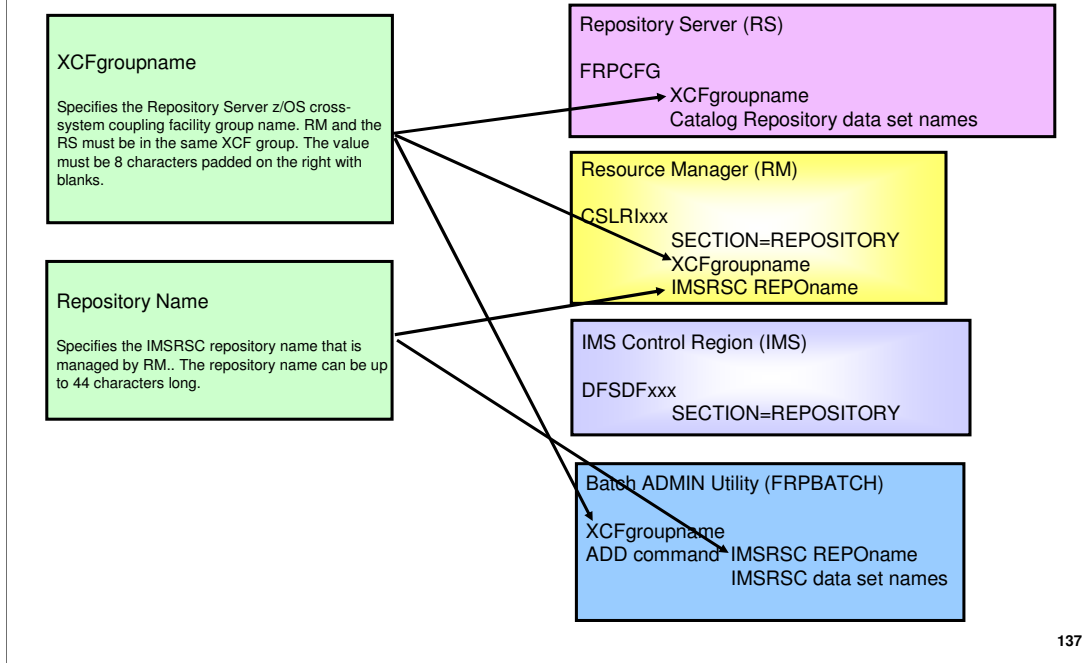 XCFgroupname
Specifies the Repository Server z/OS cross-
system coupling facility group name. RM and the
RS must be in the same XCF group. The value
must be 8 characters padded on the right with
blanks.
Repository Name
Specifies the IMSRSC repository name that is
managed by RM.. The repository name can be up
to 44 characters long.
Repository Server (RS)
FRPCFG
XCFgroupname
Catalog Repository data set names
Resource Manager (RM)
CSLRIxxx
SECTION=REPOSITORY
XCFgroupname
IMSRSC REPOname
IMS Control Region (IMS)
DFSDFxxx
SECTION=REPOSITORY
Batch ADMIN Utility (FRPBATCH)
XCFgroupname
ADD command IMSRSC REPOname
IMSRSC data set names
137